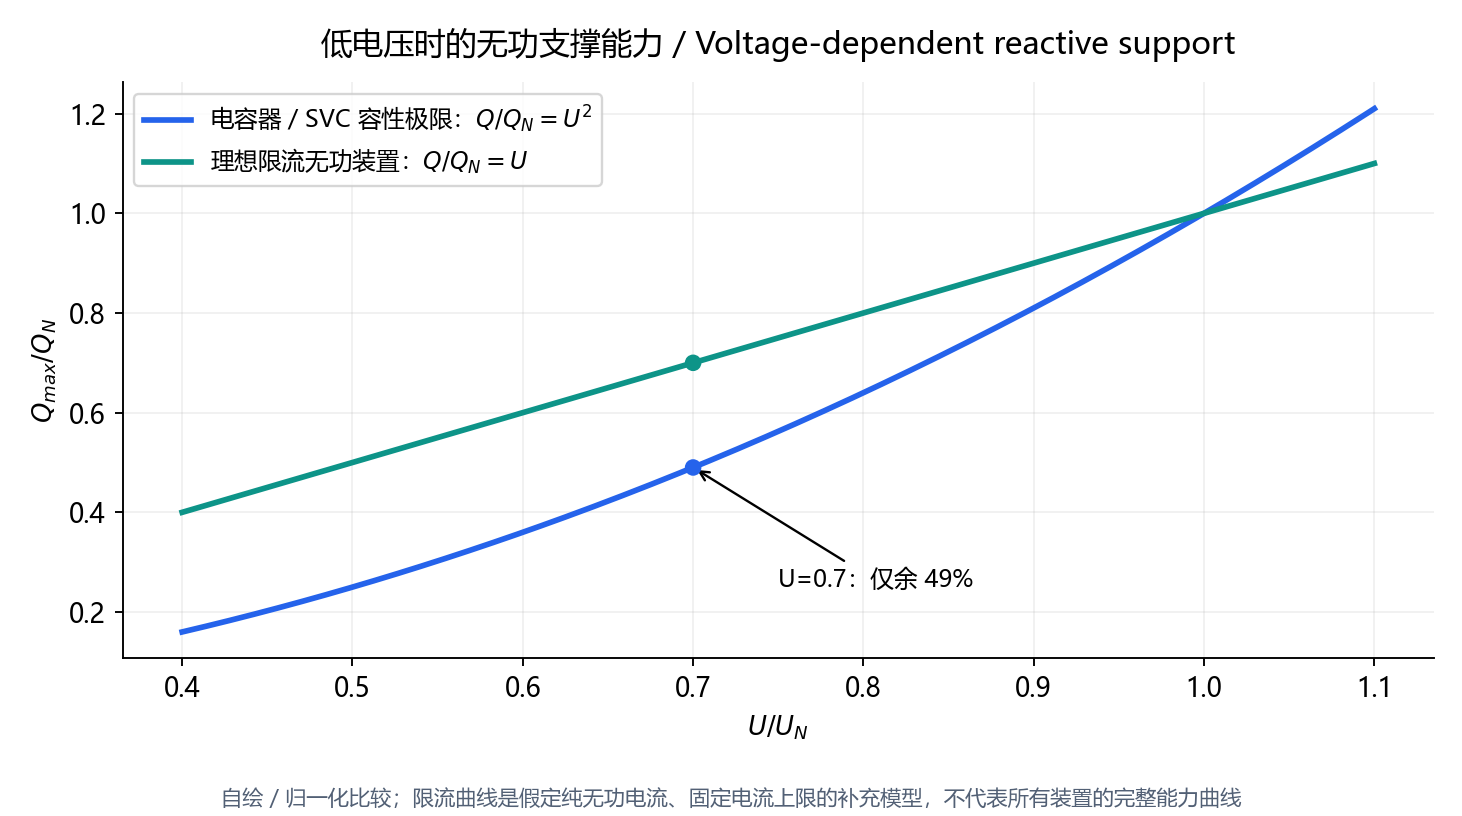 低电压时的无功支撑能力 / Voltage-dependent reactive support
电容器 / SVC 容性极限：Q/Q_N = U²
理想限流无功装置：Q/Q_N = U
Q_max/Q_N
1.2
1.0
0.8
0.6
0.4
0.2
U=0.7：仅余 49%
0.4 0.5 0.6 0.7 0.8 0.9 1.0 1.1
U/U_N
自绘 / 归一化比较；限流曲线是假定纯无功电流、固定电流上限的补充模型，不代表所有装置的完整能力曲线